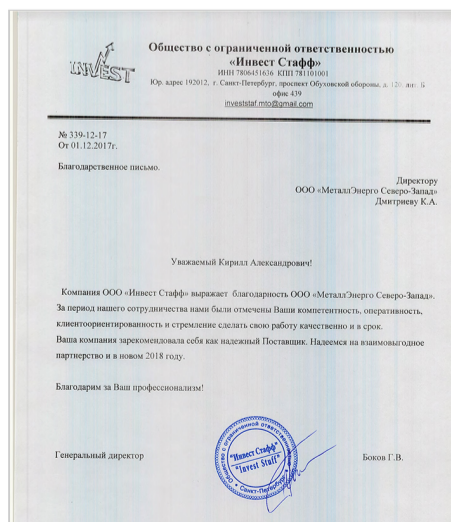 INVEST
Общество с ограниченной ответственностью
«Инвест Стафф»
ИНН 7806451636 КПП 781101001
Юр. адрес 192012, г. Санкт-Петербург, проспект Обуховской обороны, д. 120, лит. Б
офис 439
investstaf.mto@gmail.com
№ 339-12-17
От 01.12.2017г.
Благодарственное письмо.
Директору
ООО «МеталлЭнерго Северо-Запад»
Дмитриеву К.А.
Уважаемый Кирилл Александрович!
Компания ООО «Инвест Стафф» выражает благодарность ООО «МеталлЭнерго Северо-Запад».
За период нашего сотрудничества нами были отмечены Ваши компетентность, оперативность,
клиентоориентированность и стремление сделать свою работу качественно и в срок.
Ваша компания зарекомендовала себя как надежный Поставщик. Надеемся на взаимовыгодное
партнерство и в новом 2018 году.
Благодарим за Ваш профессионализм!
Генеральный директор
Боков Г.В.
Общество с ограниченной ответственностью
"Инвест Стафф"
"Invest Staff"
Санкт-Петербург